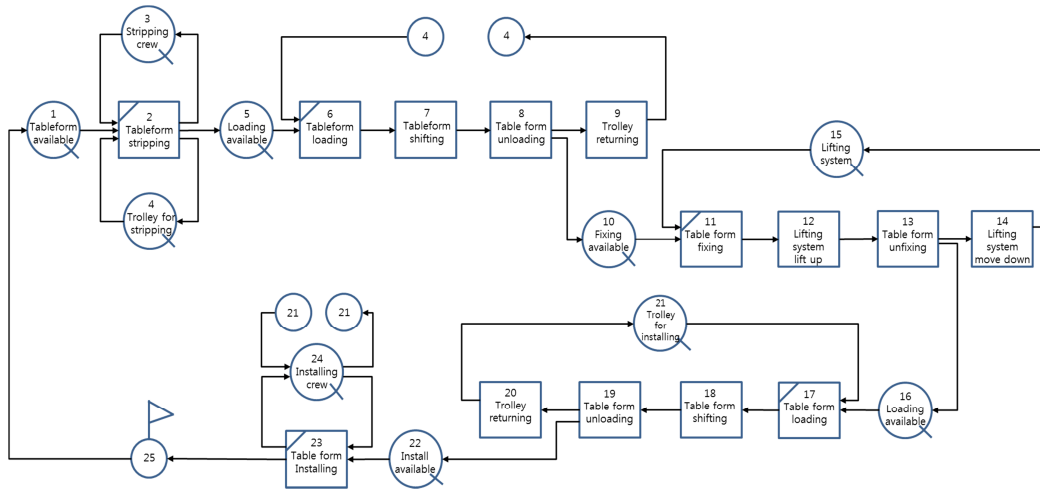 3
Stripping
crew
4
4
1
Tableform
available
2
Tableform
stripping
5
Loading
available
6
Tableform
loading
7
Tableform
shifting
8
Table form
unloading
9
Trolley
returning
15
Lifting
system
4
Trolley for
stripping
10
Fixing
available
11
Table form
fixing
12
Lifting
system
lift up
13
Table form
unfixing
14
Lifting
system
move down
21
21
21
Trolley
for
installing
24
Installing
crew
20
Trolley
returning
19
Table form
unloading
18
Table form
shifting
17
Table form
loading
16
Loading
available
25
23
Table form
Installing
22
Install
available